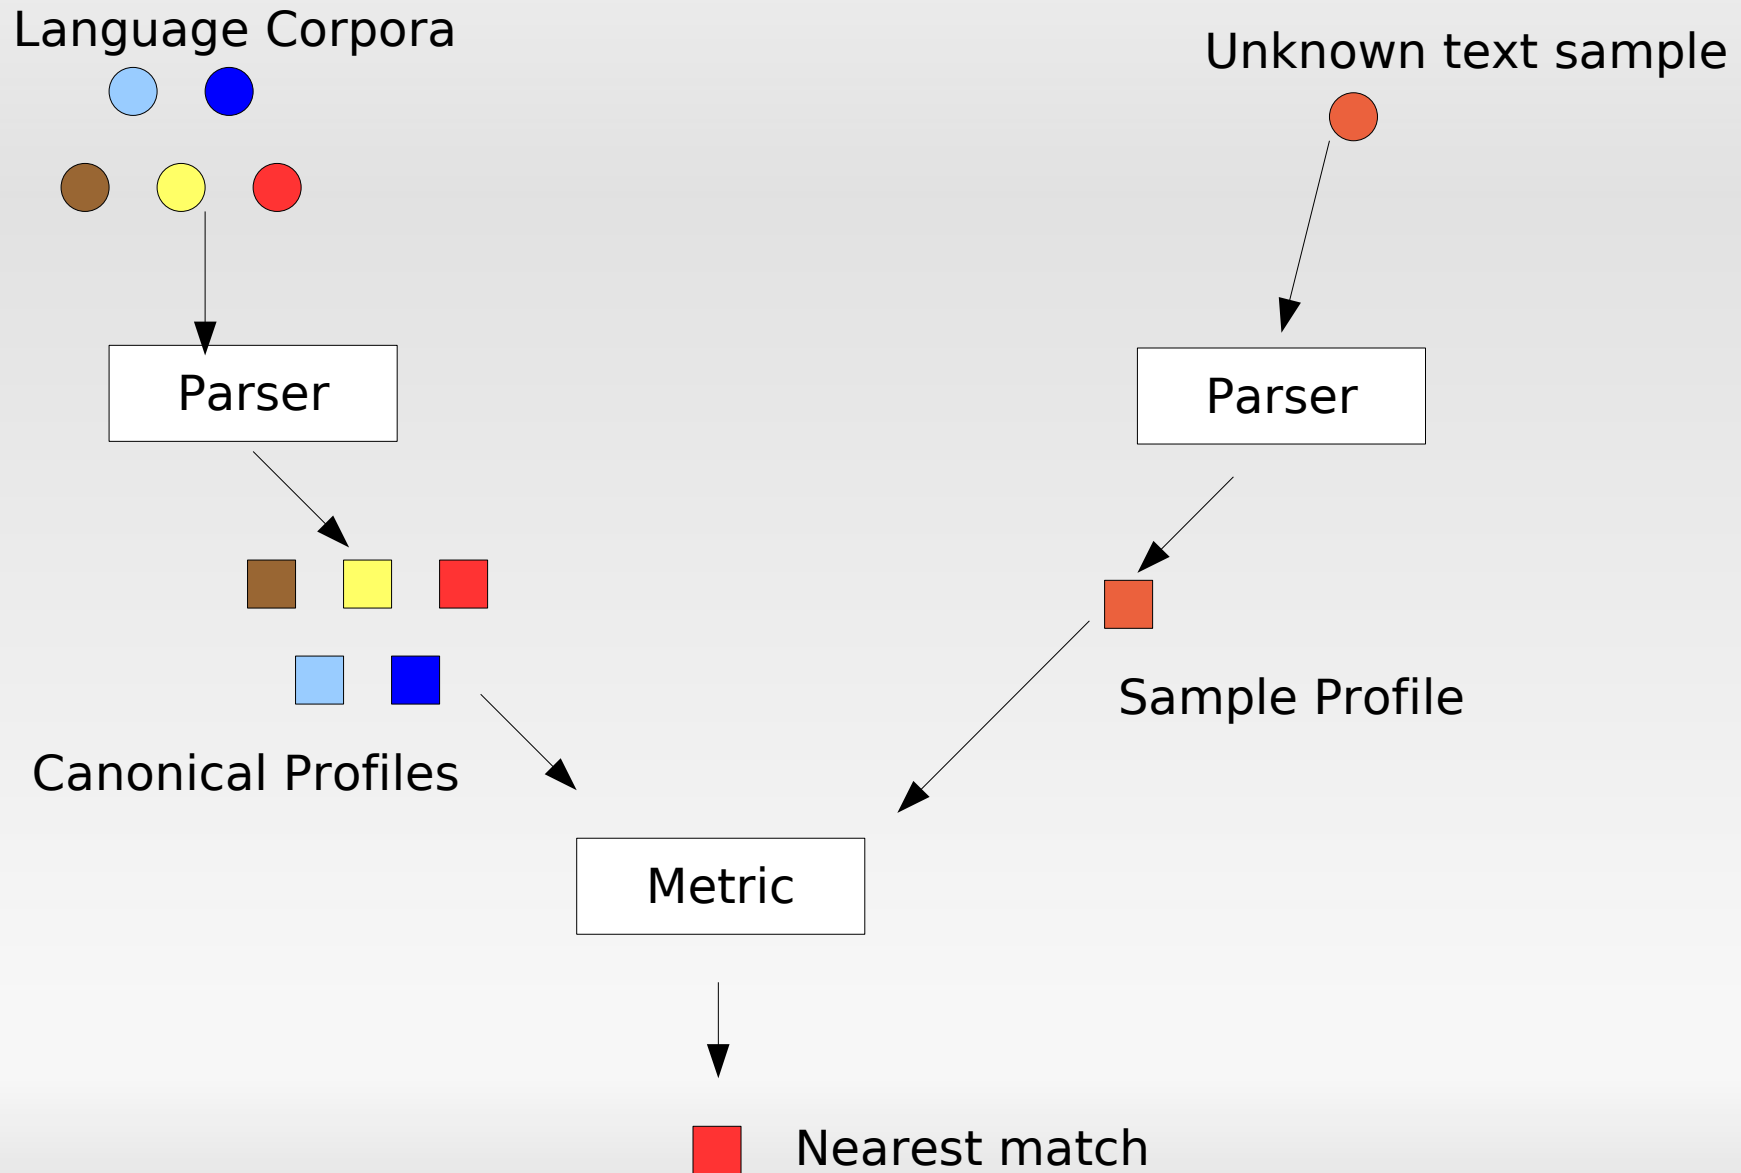 Language Corpora
Unknown text sample
Parser
Parser
Sample Profile
Canonical Profiles
Metric
Nearest match